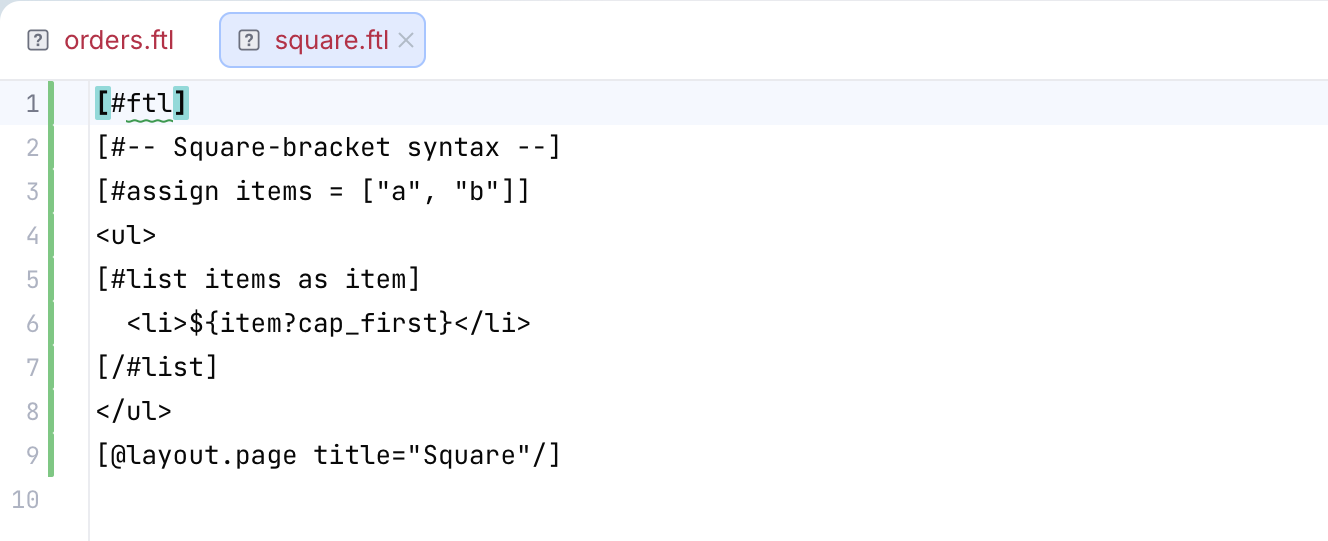 orders.ftl square.ftl
1 [#ftl]
2 [#-- Square-bracket syntax --]
3 [#assign items = ["a", "b"]]
4 <ul>
5 [#list items as item]
6   <li>${item?cap_first}</li>
7 [/#list]
8 </ul>
9 [@layout.page title="Square"/]
10